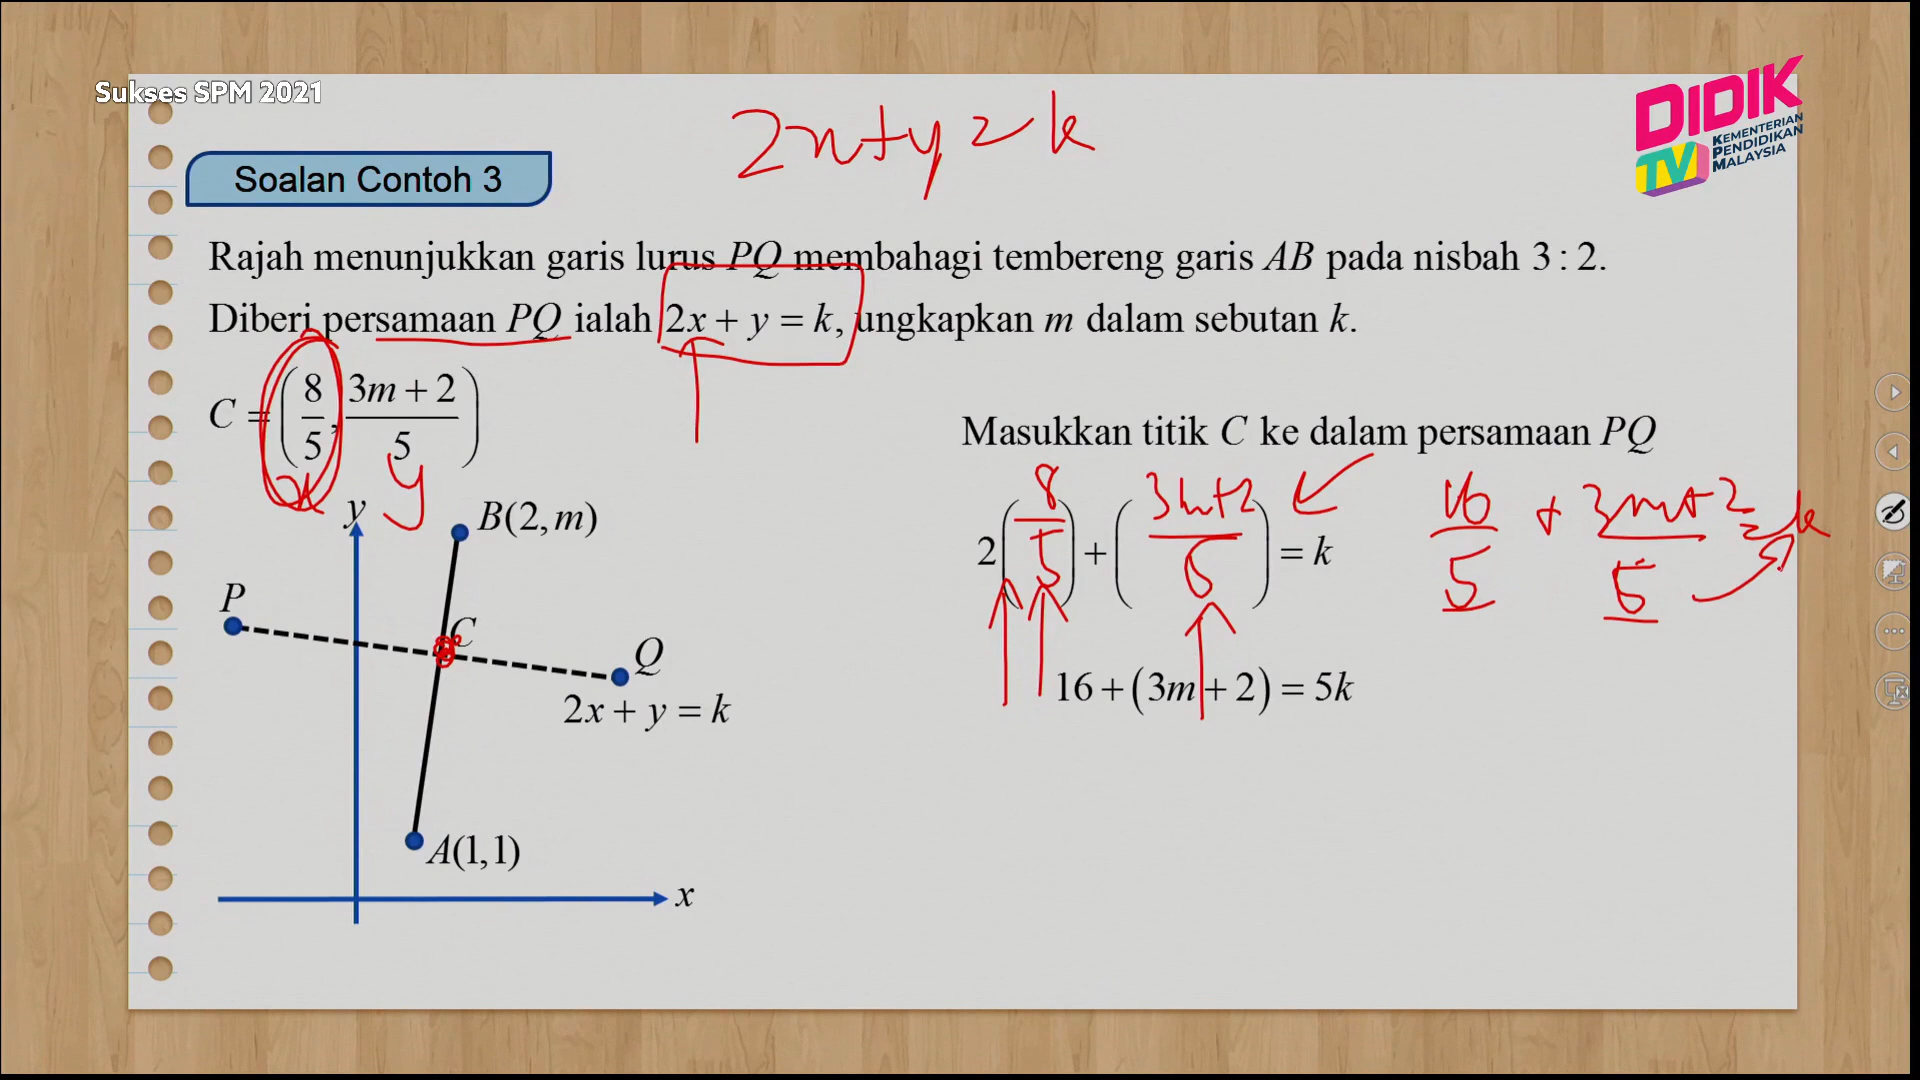 Sukses SPM 2021
DIDIK
TV
KEMENTERIAN
PENDIDIKAN
MALAYSIA
2x+y=k
Soalan Contoh 3
Rajah menunjukkan garis lurus PQ membahagi tembereng garis AB pada nisbah 3 : 2.
Diberi persamaan PQ ialah 2x + y = k, ungkapkan m dalam sebutan k.
C = (8/5, (3m + 2)/5)
x y
Masukkan titik C ke dalam persamaan PQ
2(8/5) + ((3m+2)/5) = k
16/5 + (3m+2)/5 = k
16 + (3m + 2) = 5k
y
B(2, m)
P
C
Q
2x + y = k
A(1, 1)
x